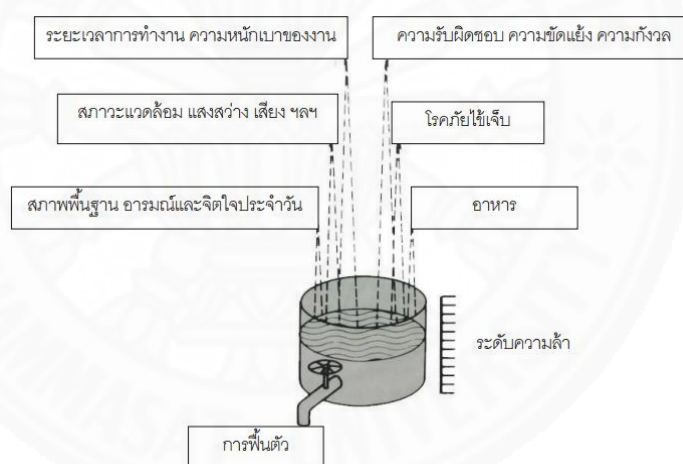 ระยะเวลาการทำงาน ความหนักเบาของงาน
ความรับผิดชอบ ความขัดแย้ง ความกังวล
สภาวะแวดล้อม แสงสว่าง เสียง ฯลฯ
โรคภัยไข้เจ็บ
สภาพพื้นฐาน อารมณ์และจิตใจประจำวัน
อาหาร
ระดับความล้า
การฟื้นตัว